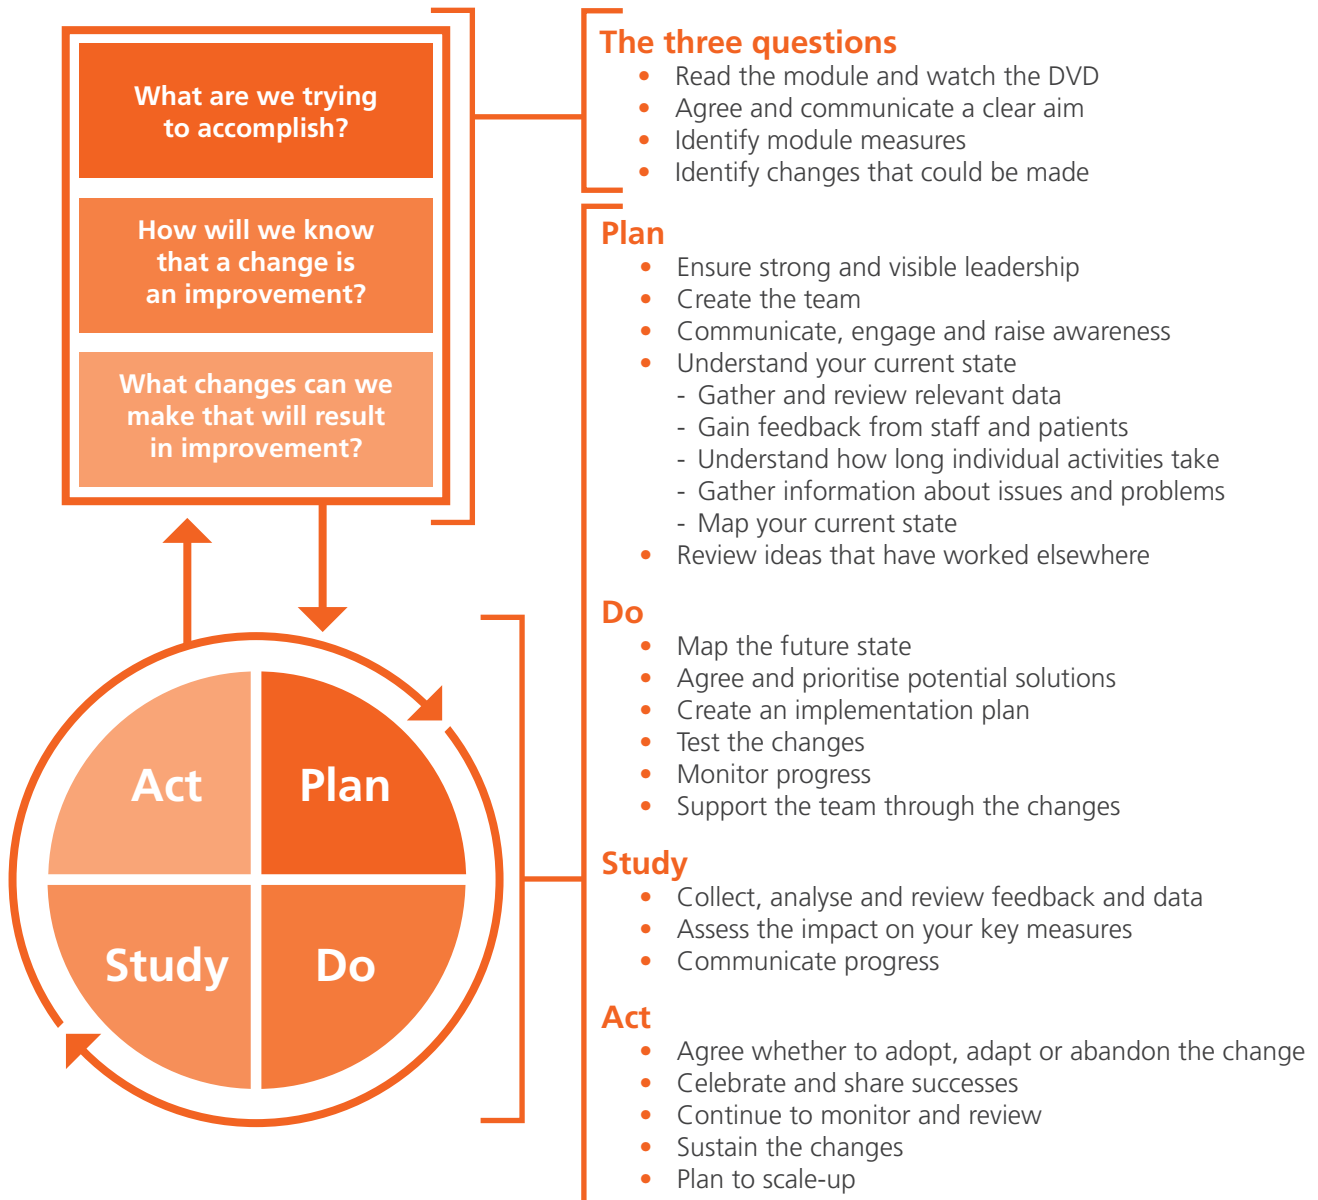 What are we trying
to accomplish?
How will we know
that a change is
an improvement?
What changes can we
make that will result
in improvement?
Act
Plan
Study
Do
The three questions
• Read the module and watch the DVD
• Agree and communicate a clear aim
• Identify module measures
• Identify changes that could be made
Plan
• Ensure strong and visible leadership
• Create the team
• Communicate, engage and raise awareness
• Understand your current state
- Gather and review relevant data
- Gain feedback from staff and patients
- Understand how long individual activities take
- Gather information about issues and problems
- Map your current state
• Review ideas that have worked elsewhere
Do
• Map the future state
• Agree and prioritise potential solutions
• Create an implementation plan
• Test the changes
• Monitor progress
• Support the team through the changes
Study
• Collect, analyse and review feedback and data
• Assess the impact on your key measures
• Communicate progress
Act
• Agree whether to adopt, adapt or abandon the change
• Celebrate and share successes
• Continue to monitor and review
• Sustain the changes
• Plan to scale-up